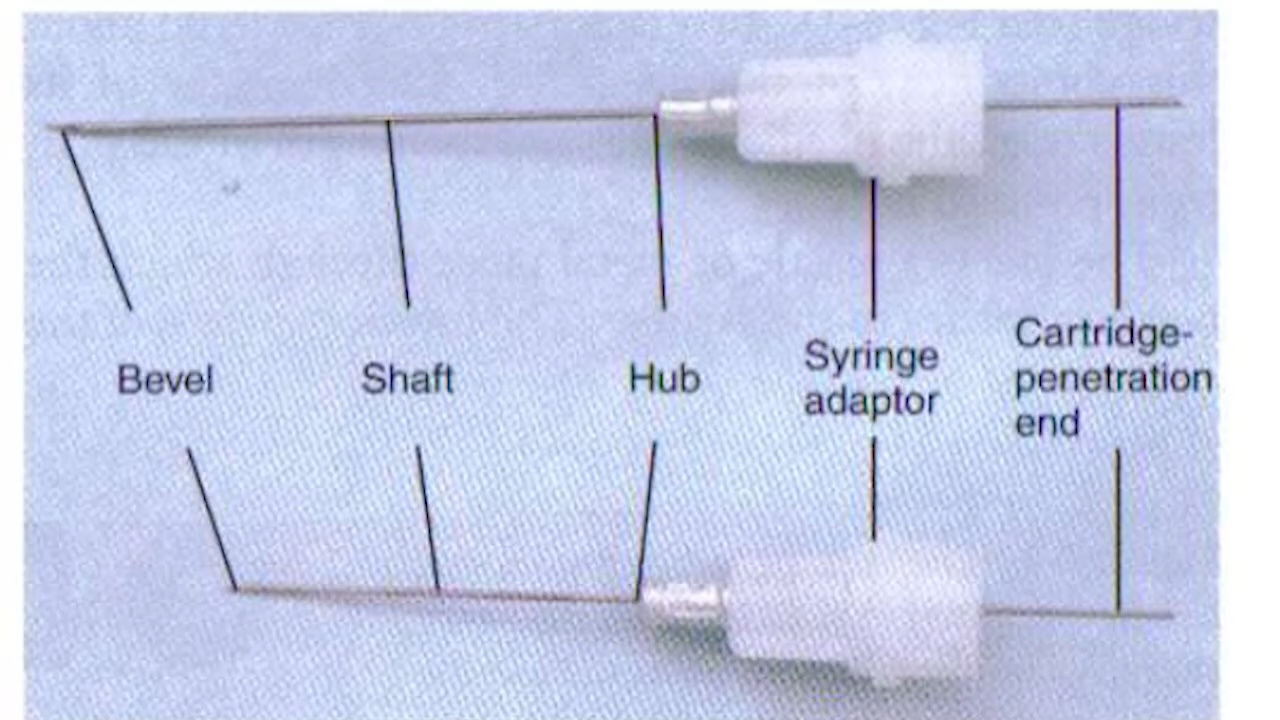 Bevel
Shaft
Hub
Syringe
adaptor
Cartridge-
penetration
end